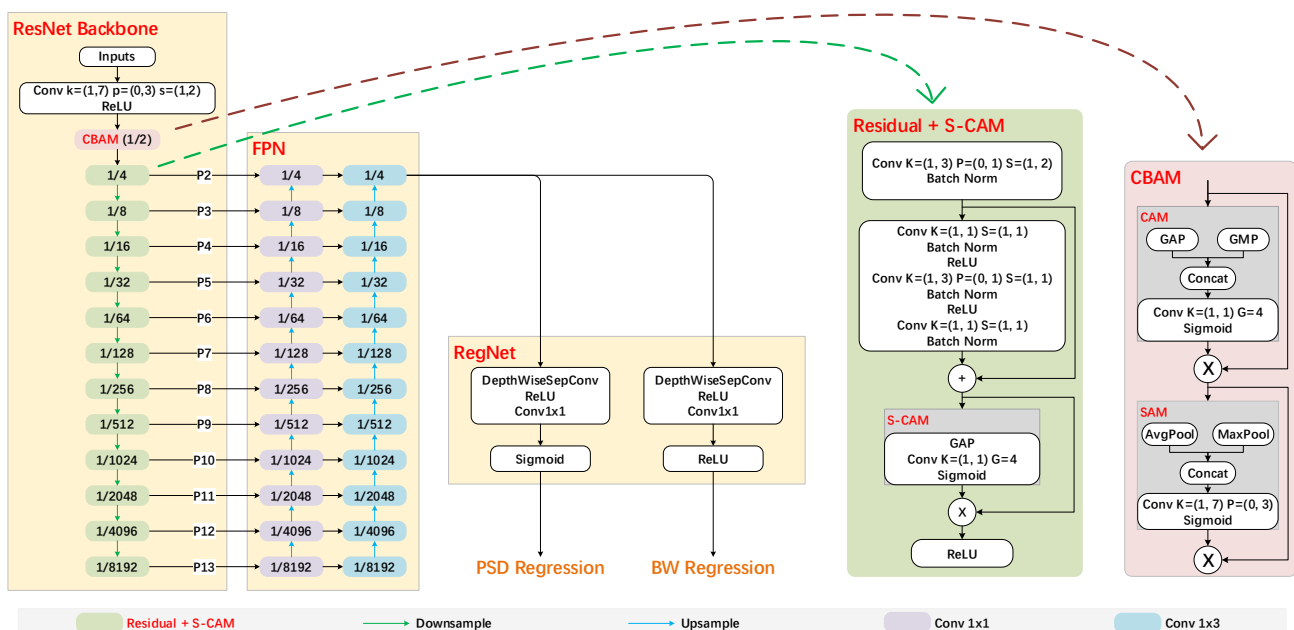 ResNet Backbone
Inputs
Conv k=(1,7) p=(0,3) s=(1,2)
ReLU
CBAM (1/2)
1/4
1/8
1/16
1/32
1/64
1/128
1/256
1/512
1/1024
1/2048
1/4096
1/8192
P2
P3
P4
P5
P6
P7
P8
P9
P10
P11
P12
P13
FPN
1/4 1/4
1/8 1/8
1/16 1/16
1/32 1/32
1/64 1/64
1/128 1/128
1/256 1/256
1/512 1/512
1/1024 1/1024
1/2048 1/2048
1/4096 1/4096
1/8192 1/8192
RegNet
DepthWiseSepConv
ReLU
Conv1x1
Sigmoid
PSD Regression
DepthWiseSepConv
ReLU
Conv1x1
ReLU
BW Regression
Residual + S-CAM
Conv K=(1, 3) P=(0, 1) S=(1, 2)
Batch Norm
Conv K=(1, 1) S=(1, 1)
Batch Norm
ReLU
Conv K=(1, 3) P=(0, 1) S=(1, 1)
Batch Norm
ReLU
Conv K=(1, 1) S=(1, 1)
Batch Norm
+
S-CAM
GAP
Conv K=(1, 1) G=4
Sigmoid
X
ReLU
CBAM
CAM
GAP GMP
Concat
Conv K=(1, 1) G=4
Sigmoid
X
SAM
AvgPool MaxPool
Concat
Conv K=(1, 7) P=(0, 3)
Sigmoid
X
Residual + S-CAM Downsample Upsample Conv 1x1 Conv 1x3